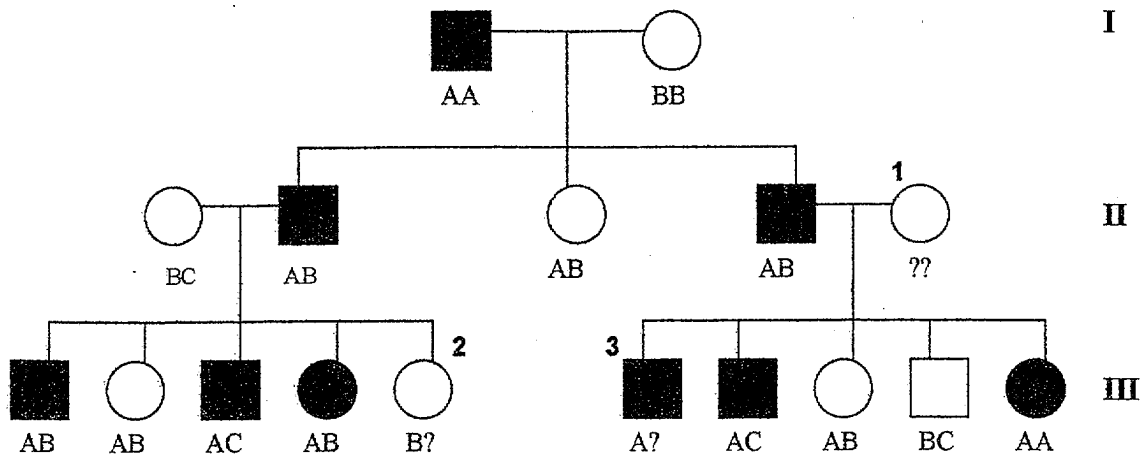 I
AA BB
1
II
BC AB AB AB ??
2 3
III
AB AB AC AB B? A? AC AB BC AA